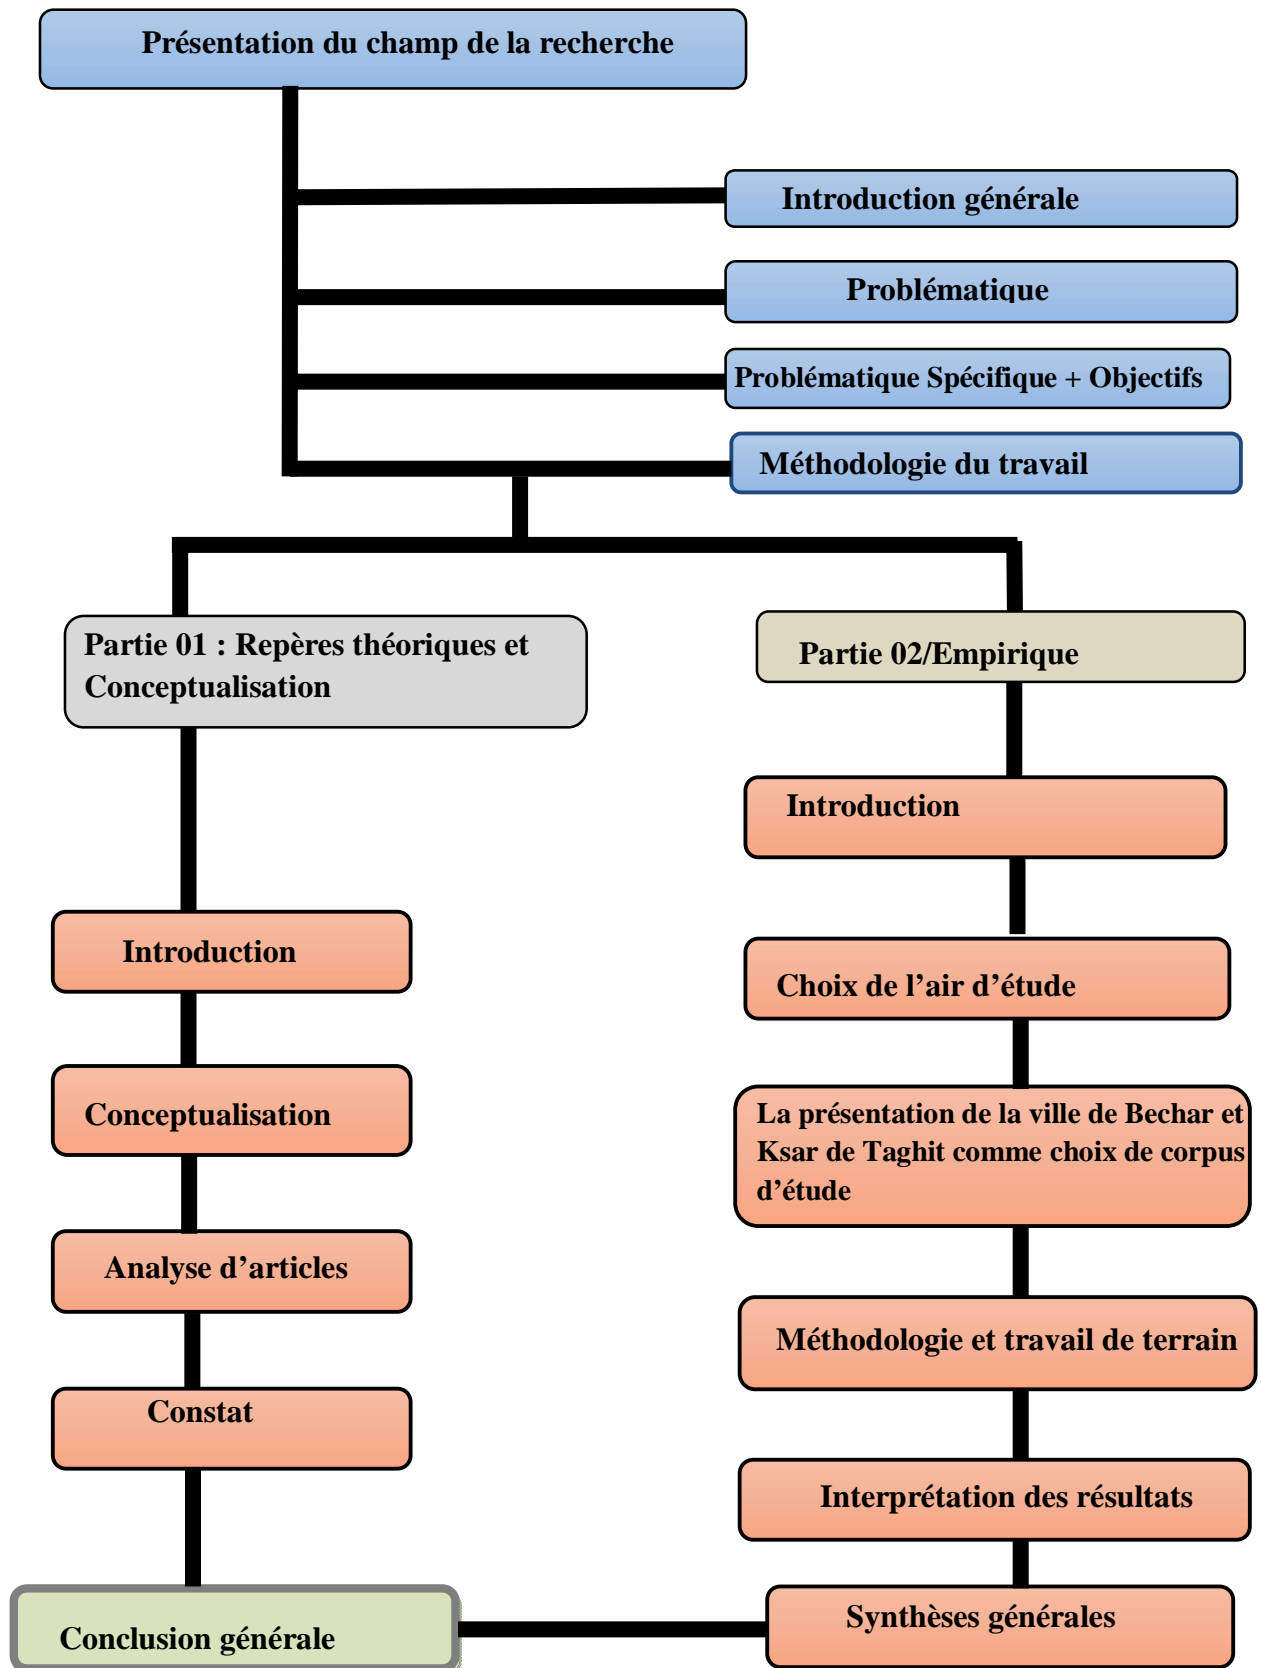 Présentation du champ de la recherche
Introduction générale
Problématique
Problématique Spécifique + Objectifs
Méthodologie du travail
Partie 01 : Repères théoriques et
Conceptualisation
Introduction
Conceptualisation
Analyse d’articles
Constat
Conclusion générale
Partie 02/Empirique
Introduction
Choix de l’air d’étude
La présentation de la ville de Bechar et
Ksar de Taghit comme choix de corpus
d’étude
Méthodologie et travail de terrain
Interprétation des résultats
Synthèses générales